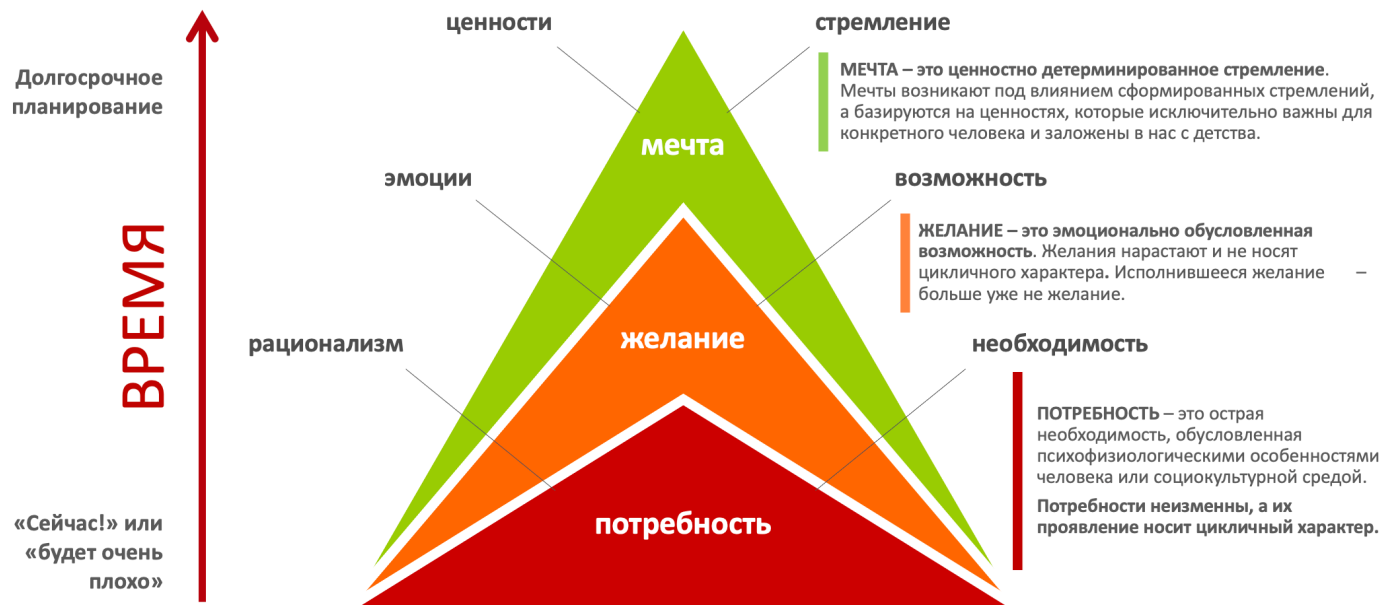 ценности
стремление
Долгосрочное
планирование
МЕЧТА – это ценностно детерминированное стремление.
Мечты возникают под влиянием сформированных стремлений,
а базируются на ценностях, которые исключительно важны для
конкретного человека и заложены в нас с детства.
мечта
эмоции
возможность
ВРЕМЯ
ЖЕЛАНИЕ – это эмоционально обусловленная
возможность. Желания нарастают и не носят
цикличного характера. Исполнившееся желание –
больше уже не желание.
желание
рационализм
необходимость
ПОТРЕБНОСТЬ – это острая
необходимость, обусловленная
психофизиологическими особенностями
человека или социокультурной средой.
Потребности неизменны, а их
проявление носит цикличный характер.
потребность
«Сейчас!» или
«будет очень
плохо»